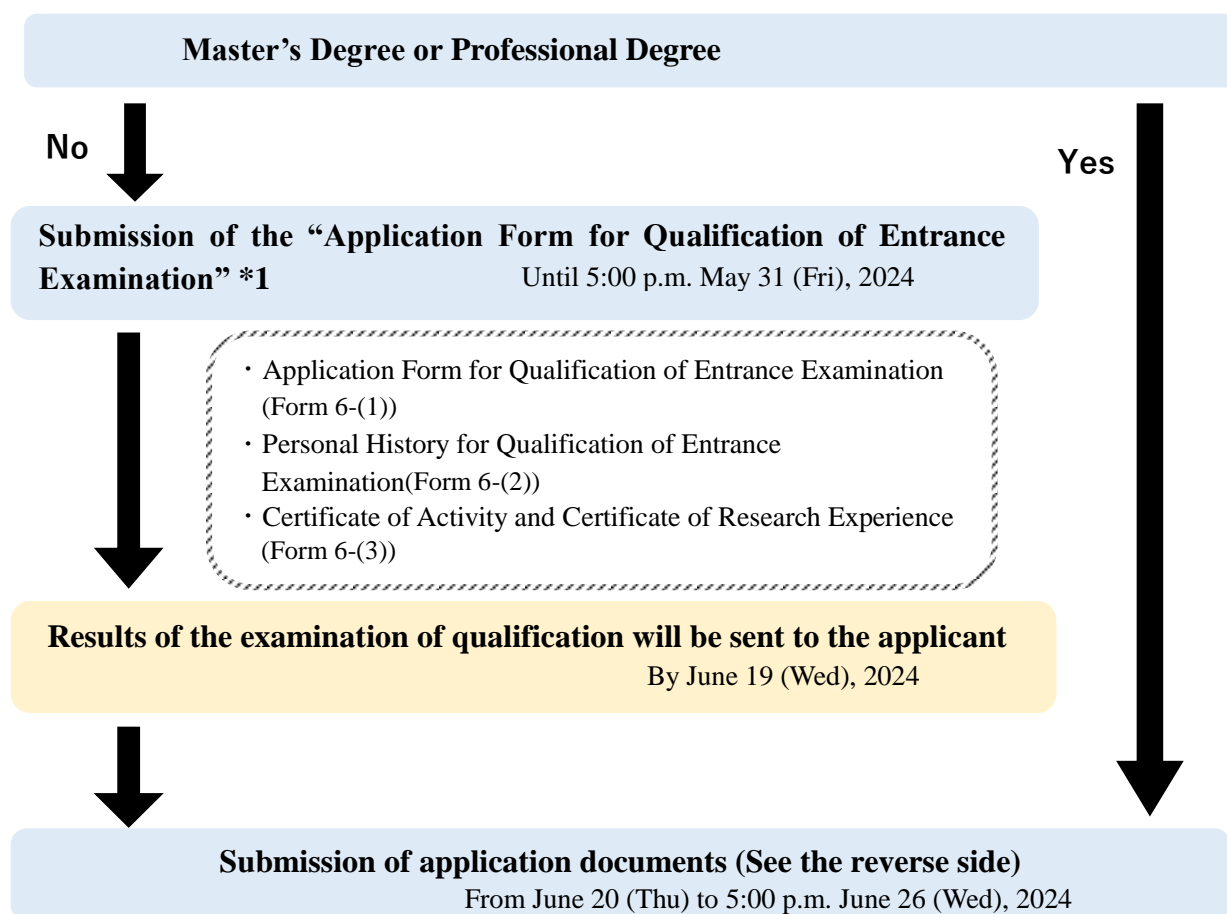 Master’s Degree or Professional Degree
No
Yes
Submission of the “Application Form for Qualification of Entrance
Examination” *1 Until 5:00 p.m. May 31 (Fri), 2024
・Application Form for Qualification of Entrance Examination
(Form 6-(1))
・Personal History for Qualification of Entrance
Examination(Form 6-(2))
・Certificate of Activity and Certificate of Research Experience
(Form 6-(3))
Results of the examination of qualification will be sent to the applicant
By June 19 (Wed), 2024
Submission of application documents (See the reverse side)
From June 20 (Thu) to 5:00 p.m. June 26 (Wed), 2024